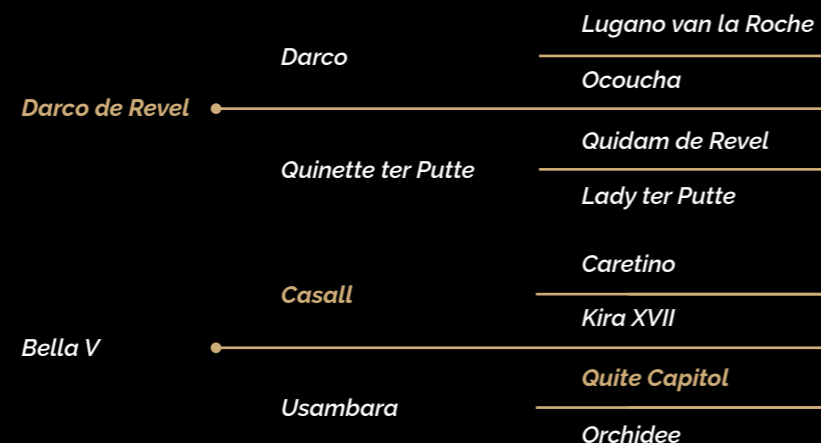 Lugano van la Roche
Darco
Ocoucha
Darco de Revel
Quidam de Revel
Quinette ter Putte
Lady ter Putte
Caretino
Casall
Kira XVII
Bella V
Quite Capitol
Usambara
Orchidee